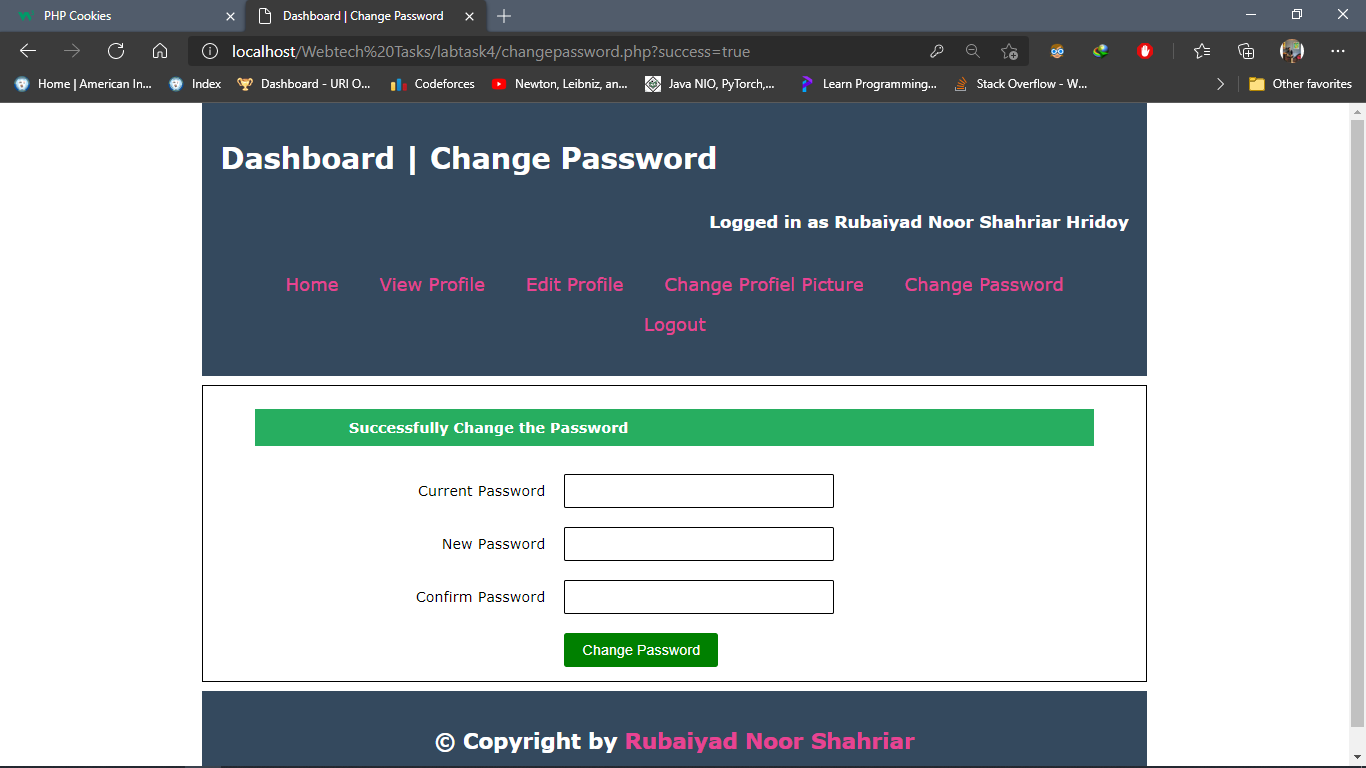 PHP Cookies
Dashboard | Change Password
localhost/Webtech%20Tasks/labtask4/changepassword.php?success=true
Home | American In... Index Dashboard - URI O... Codeforces Newton, Leibniz, an... Java NIO, PyTorch,... Learn Programming... Stack Overflow - W... Other favorites
Dashboard | Change Password
Logged in as Rubaiyad Noor Shahriar Hridoy
Home View Profile Edit Profile Change Profiel Picture Change Password
Logout
Successfully Change the Password
Current Password
New Password
Confirm Password
Change Password
© Copyright by Rubaiyad Noor Shahriar